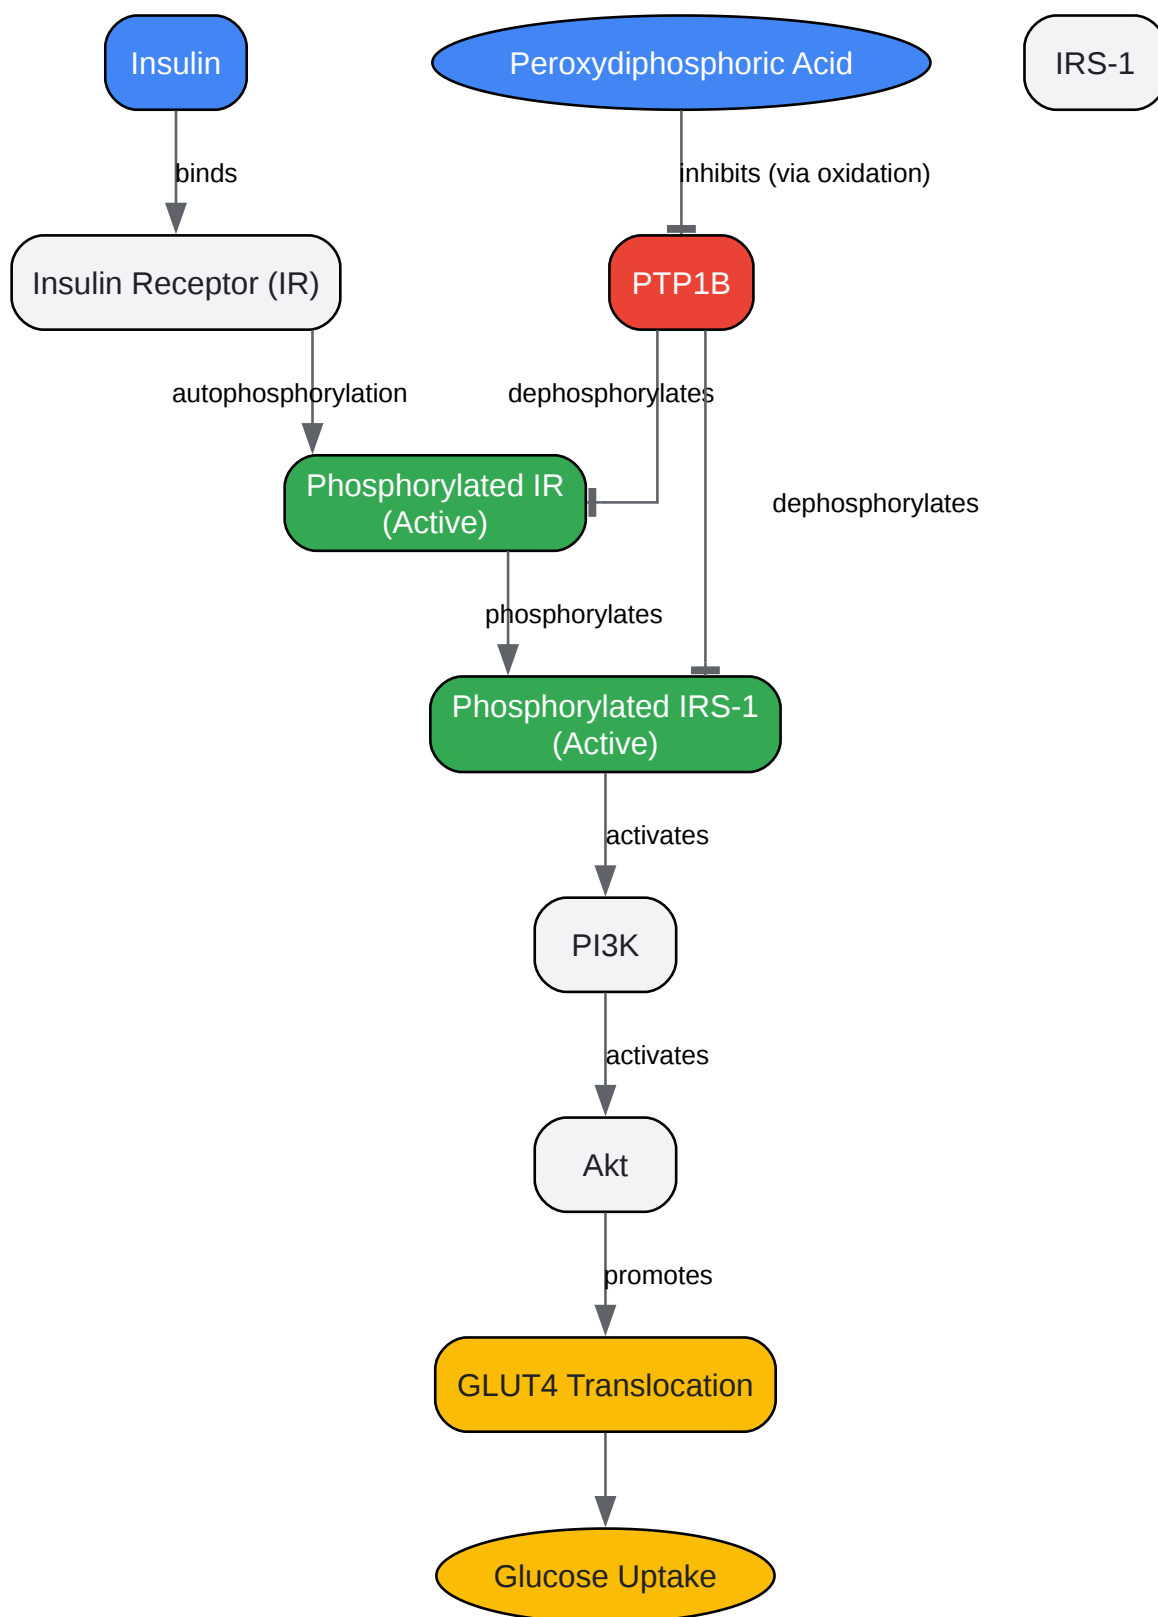 Insulin
Peroxydiphosphoric Acid
IRS-1
binds
inhibits (via oxidation)
Insulin Receptor (IR)
PTP1B
autophosphorylation
dephosphorylates
Phosphorylated IR
(Active)
dephosphorylates
phosphorylates
Phosphorylated IRS-1
(Active)
activates
PI3K
activates
Akt
promotes
GLUT4 Translocation
Glucose Uptake